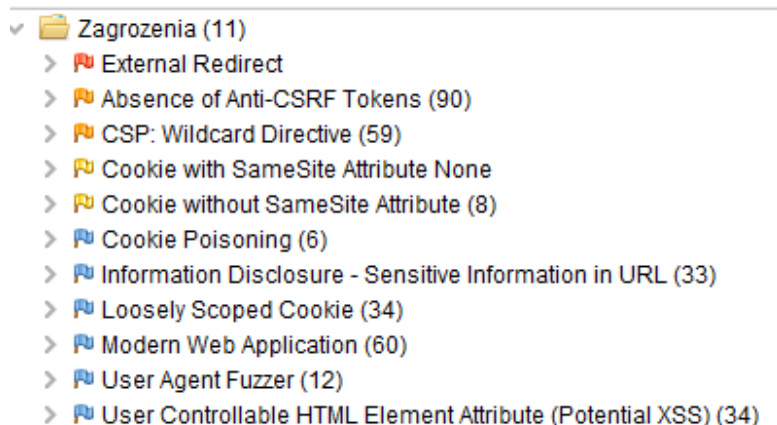 Zagrozenia (11)
External Redirect
Absence of Anti-CSRF Tokens (90)
CSP: Wildcard Directive (59)
Cookie with SameSite Attribute None
Cookie without SameSite Attribute (8)
Cookie Poisoning (6)
Information Disclosure - Sensitive Information in URL (33)
Loosely Scoped Cookie (34)
Modern Web Application (60)
User Agent Fuzzer (12)
User Controllable HTML Element Attribute (Potential XSS) (34)